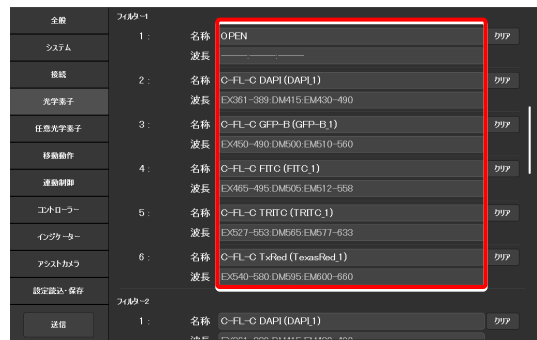 全般
システム
接続
光学素子
任意光学素子
移動動作
連動制御
コントローラー
インジケーター
アシストカメラ
設定読込・保存
送信
フィルター1
1 : 名称 OPEN クリア
波長 ------.------.------
2 : 名称 C-FL-C DAPI (DAPI_1) クリア
波長 EX361-389:DM415:EM430-490
3 : 名称 C-FL-C GFP-B (GFP-B_1) クリア
波長 EX450-490:DM500:EM510-560
4 : 名称 C-FL-C FITC (FITC_1) クリア
波長 EX465-495:DM505:EM512-558
5 : 名称 C-FL-C TRITC (TRITC_1) クリア
波長 EX527-553:DM565:EM577-633
6 : 名称 C-FL-C TxRed (TexasRed_1) クリア
波長 EX540-580:DM595:EM600-660
フィルター2
1 : 名称 C-FL-C DAPI (DAPI_1) クリア